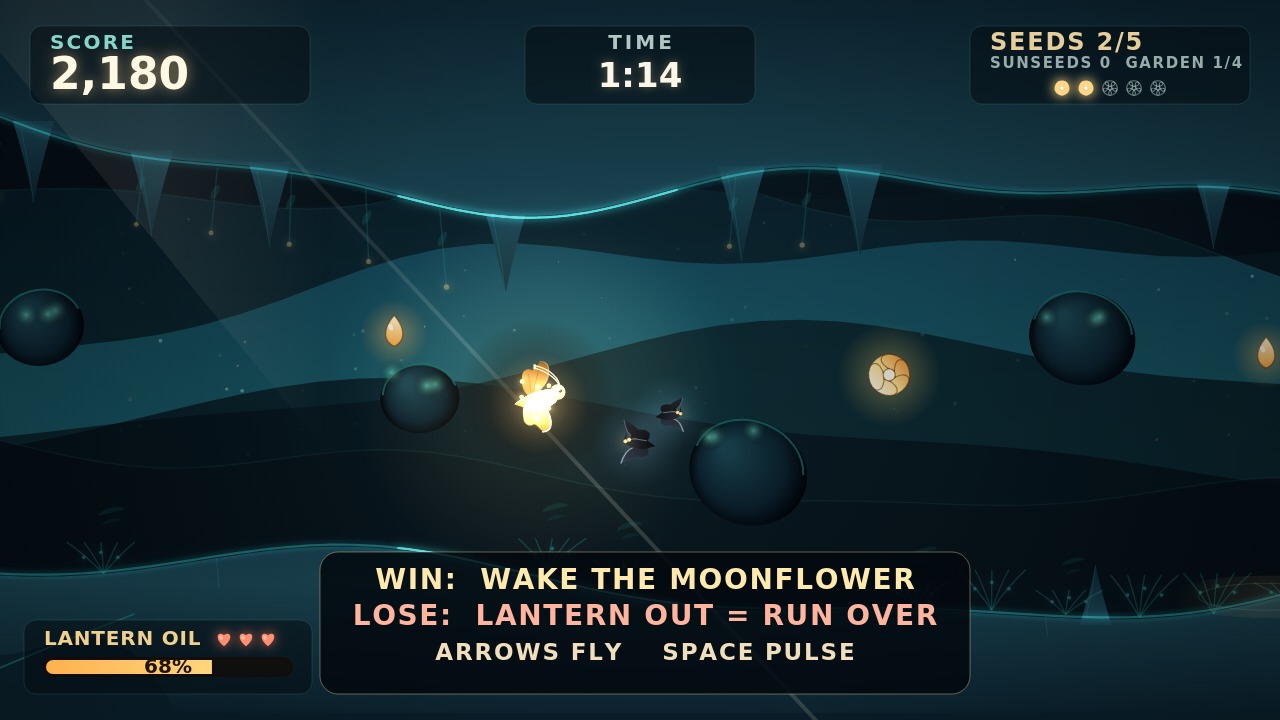 SCORE
2,180
TIME
1:14
SEEDS 2/5
SUNSEEDS 0 GARDEN 1/4
WIN: WAKE THE MOONFLOWER
LOSE: LANTERN OUT = RUN OVER
ARROWS FLY SPACE PULSE
LANTERN OIL
68%